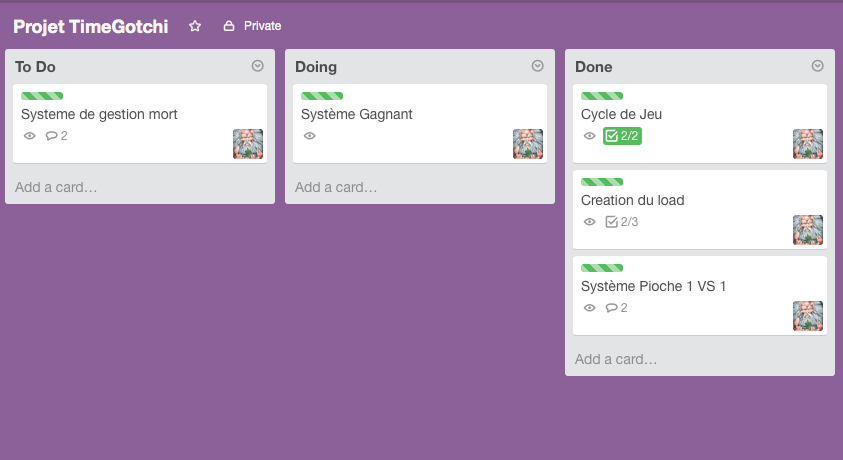 Projet TimeGotchi Private
To Do
Systeme de gestion mort
2
Add a card…
Doing
Système Gagnant
Add a card…
Done
Cycle de Jeu
2/2
Creation du load
2/3
Système Pioche 1 VS 1
2
Add a card…